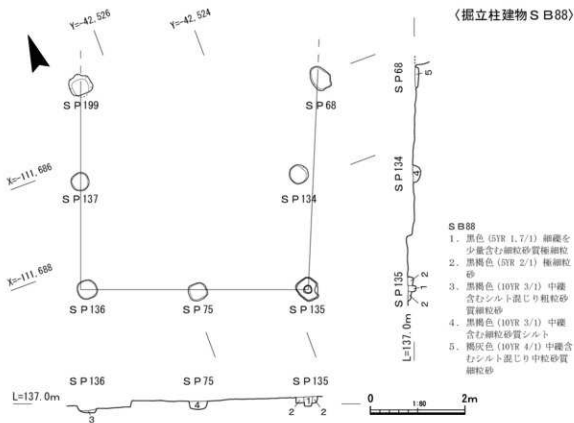 〈掘立柱建物ＳＢ88〉
Y=-42,526
Y=-42,524
ＳＰ199
ＳＰ68
ＳＰ68
5
X=-111,686
ＳＰ137
ＳＰ134
ＳＰ134
4
X=-111,688
ＳＰ136
ＳＰ75
ＳＰ135
ＳＰ135
2
1
2
L=137.0m
ＳＢ88
1. 黒色 (5YR 1.7/1) 細礫を
少量含む細粒砂質極細粒
2. 黒褐色 (5YR 2/1) 極細粒
砂
3. 黒褐色 (10YR 3/1) 中礫
含むシルト混じり粗粒砂
質細粒砂
4. 黒褐色 (10YR 3/1) 中礫
含む細粒砂質シルト
5. 褐灰色 (10YR 4/1) 中礫含
むシルト混じり中粒砂質
細粒砂
ＳＰ136
ＳＰ75
ＳＰ135
L=137.0m
3
4
2
1
2
0
1:60
2m